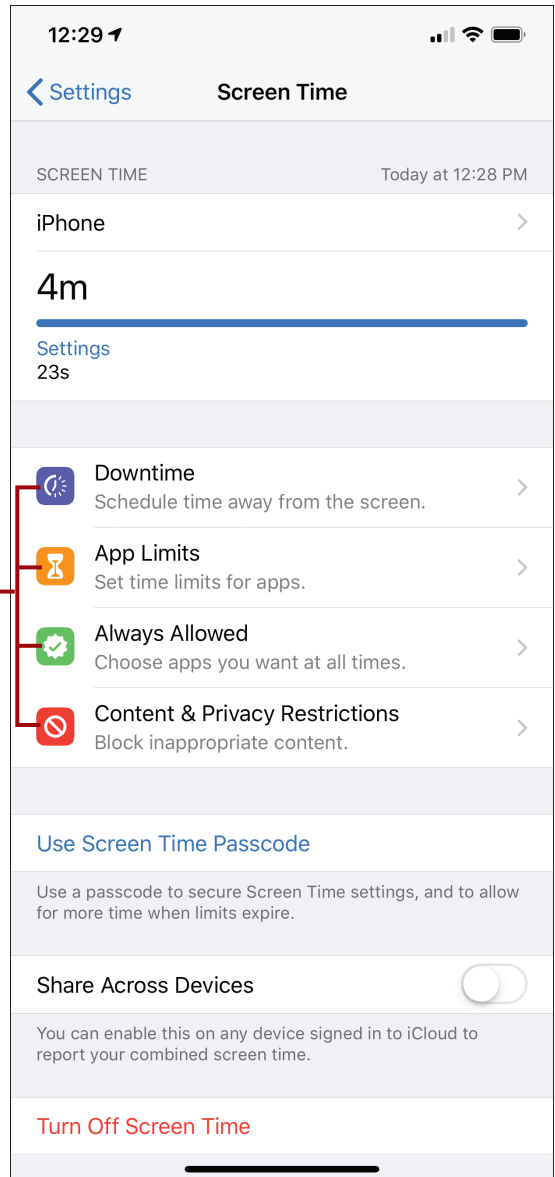 12:29
Settings
Screen Time
SCREEN TIME
Today at 12:28 PM
iPhone
4m
Settings
23s
Downtime
Schedule time away from the screen.
App Limits
Set time limits for apps.
Always Allowed
Choose apps you want at all times.
Content & Privacy Restrictions
Block inappropriate content.
Use Screen Time Passcode
Use a passcode to secure Screen Time settings, and to allow
for more time when limits expire.
Share Across Devices
You can enable this on any device signed in to iCloud to
report your combined screen time.
Turn Off Screen Time